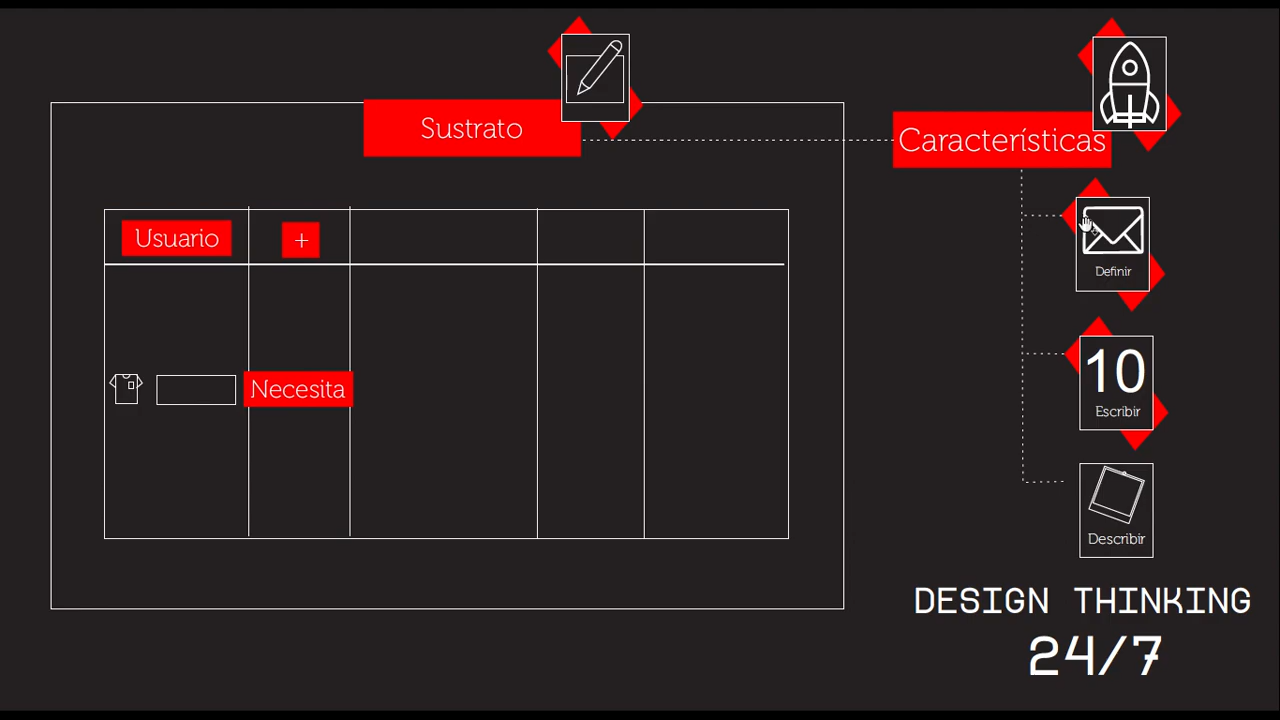 Sustrato
Características
Usuario
+
Definir
Necesita
10
Escribir
Describir
DESIGN THINKING
24/7